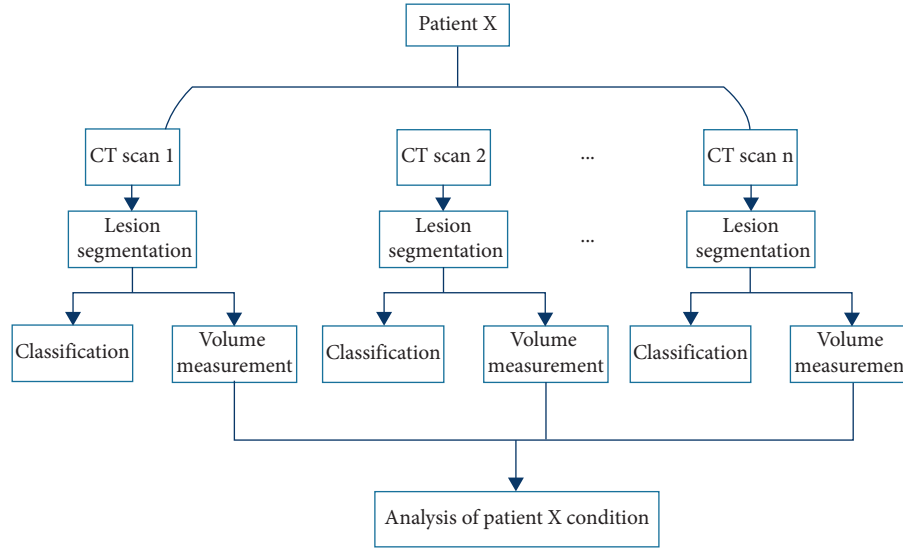 Patient X
CT scan 1
CT scan 2
...
CT scan n
Lesion
segmentation
Lesion
segmentation
...
Lesion
segmentation
Classification
Volume
measurement
Classification
Volume
measurement
Classification
Volume
measuremen
Analysis of patient X condition